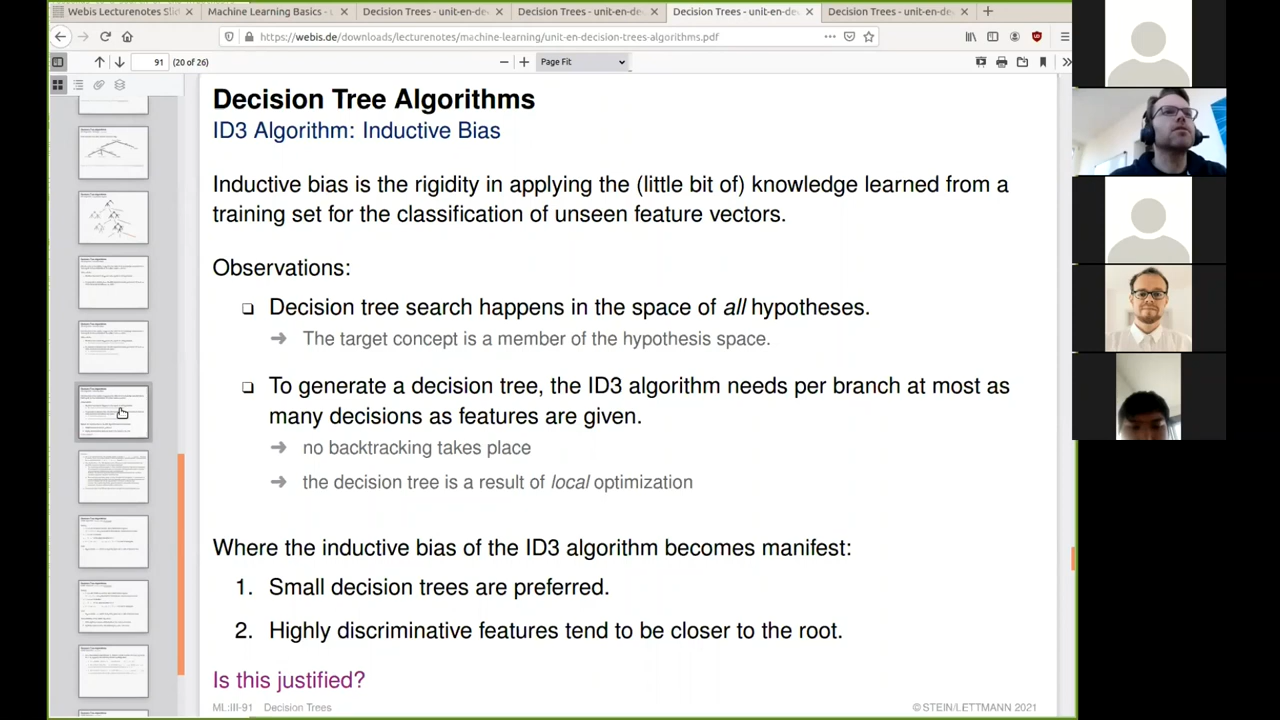 Webis Lecturenotes Slid
Machine Learning Basics - u
Decision Trees - unit-en-de
Decision Trees - unit-en-de
Decision Trees - unit-en-de
Decision Trees - unit-en-de
https://webis.de/downloads/lecturenotes/machine-learning/unit-en-decision-trees-algorithms.pdf
91 (20 of 26)
Page Fit
Decision Tree Algorithms
ID3 Algorithm: Inductive Bias
Inductive bias is the rigidity in applying the (little bit of) knowledge learned from a
training set for the classification of unseen feature vectors.
Observations:
❑ Decision tree search happens in the space of all hypotheses.
➜ The target concept is a member of the hypothesis space.
❑ To generate a decision tree, the ID3 algorithm needs per branch at most as
many decisions as features are given.
➜ no backtracking takes place
➜ the decision tree is a result of local optimization
Where the inductive bias of the ID3 algorithm becomes manifest:
1. Small decision trees are preferred.
2. Highly discriminative features tend to be closer to the root.
Is this justified?
ML:III-91 Decision Trees
© STEIN/LETTMANN 2021